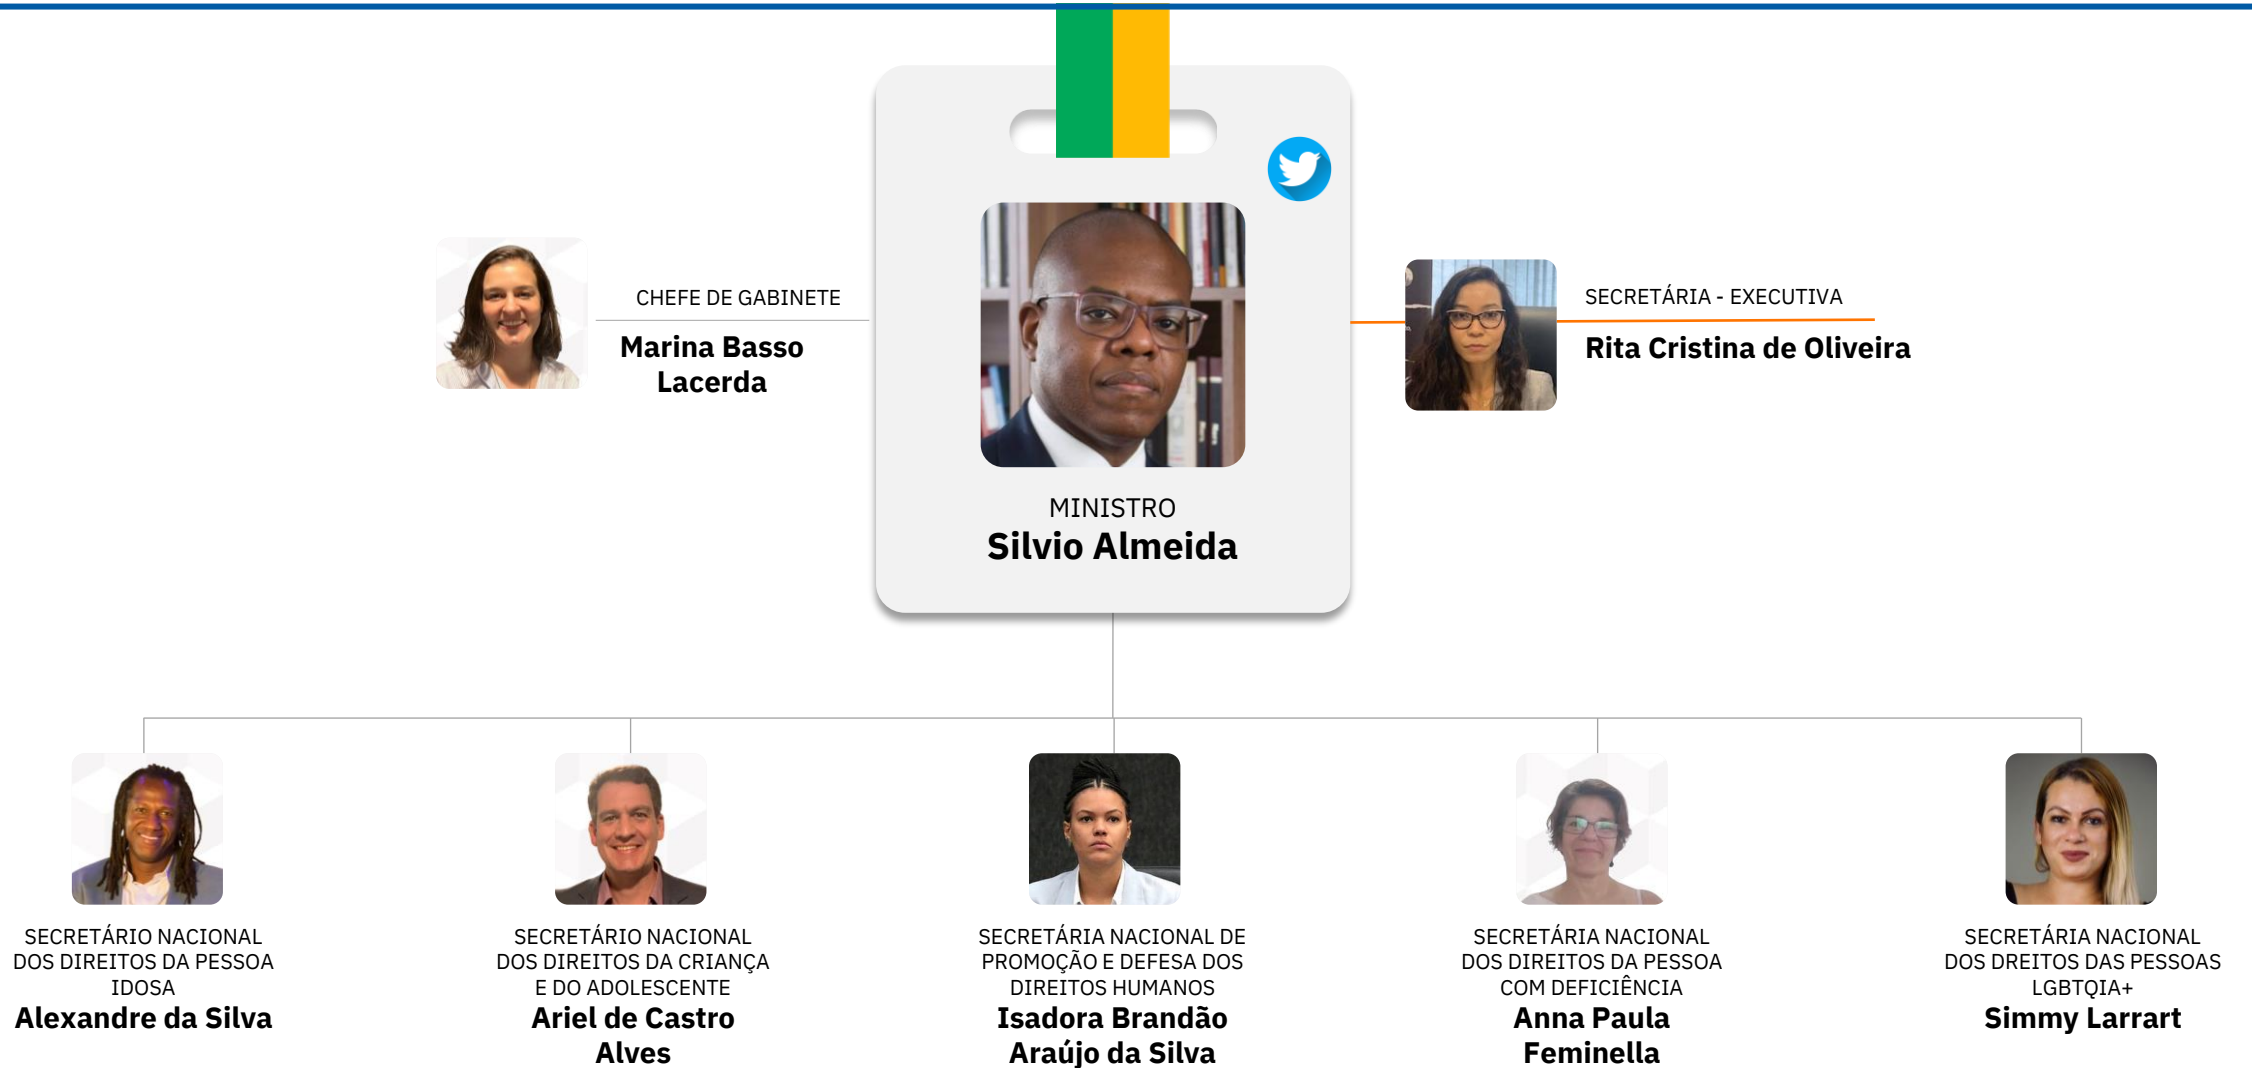 CHEFE DE GABINETE
Marina Basso
Lacerda
SECRETÁRIA - EXECUTIVA
Rita Cristina de Oliveira
MINISTRO
Silvio Almeida
SECRETÁRIO NACIONAL
DOS DIREITOS DA PESSOA
IDOSA
Alexandre da Silva
SECRETÁRIO NACIONAL
DOS DIREITOS DA CRIANÇA
E DO ADOLESCENTE
Ariel de Castro
Alves
SECRETÁRIA NACIONAL DE
PROMOÇÃO E DEFESA DOS
DIREITOS HUMANOS
Isadora Brandão
Araújo da Silva
SECRETÁRIA NACIONAL
DOS DIREITOS DA PESSOA
COM DEFICIÊNCIA
Anna Paula
Feminella
SECRETÁRIA NACIONAL
DOS DREITOS DAS PESSOAS
LGBTQIA+
Simmy Larrart